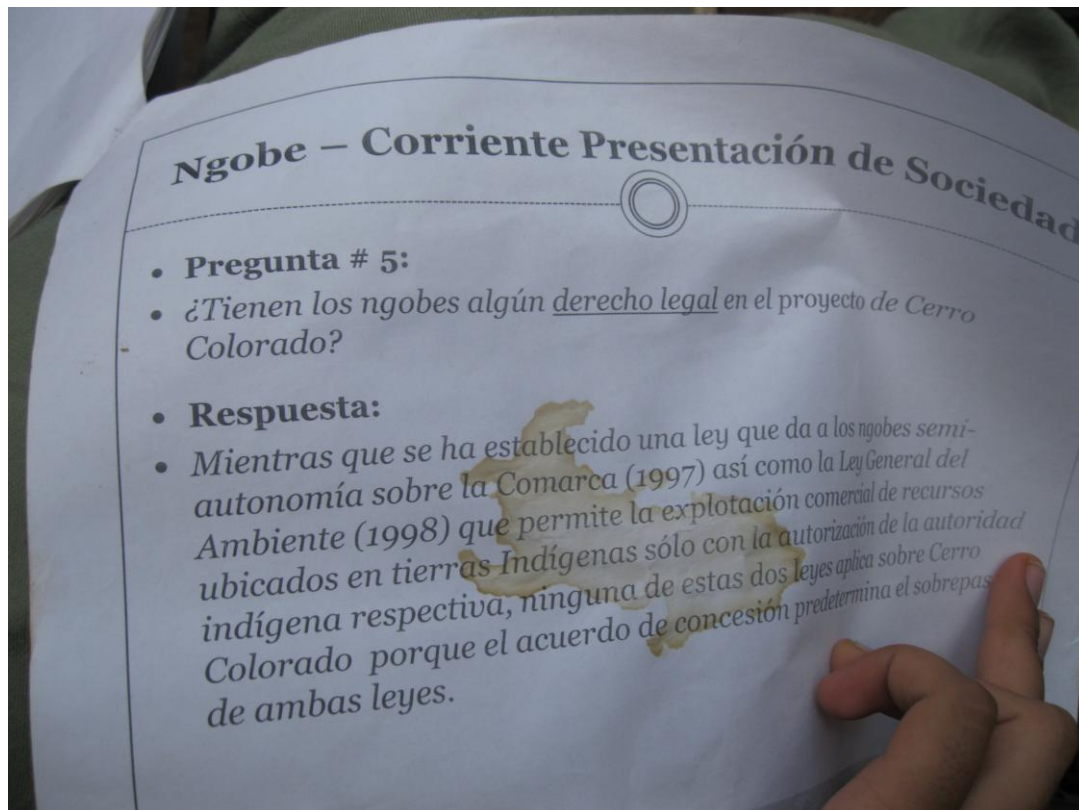 Ngobe – Corriente Presentación de Sociedad
• Pregunta # 5:
• ¿Tienen los ngobes algún derecho legal en el proyecto de Cerro
Colorado?
• Respuesta:
• Mientras que se ha establecido una ley que da a los ngobes semi-
autonomía sobre la Comarca (1997) así como la Ley General del
Ambiente (1998) que permite la explotación comercial de recursos
ubicados en tierras Indígenas sólo con la autorización de la autoridad
indígena respectiva, ninguna de estas dos leyes aplica sobre Cerro
Colorado porque el acuerdo de concesión predetermina el
de ambas leyes.